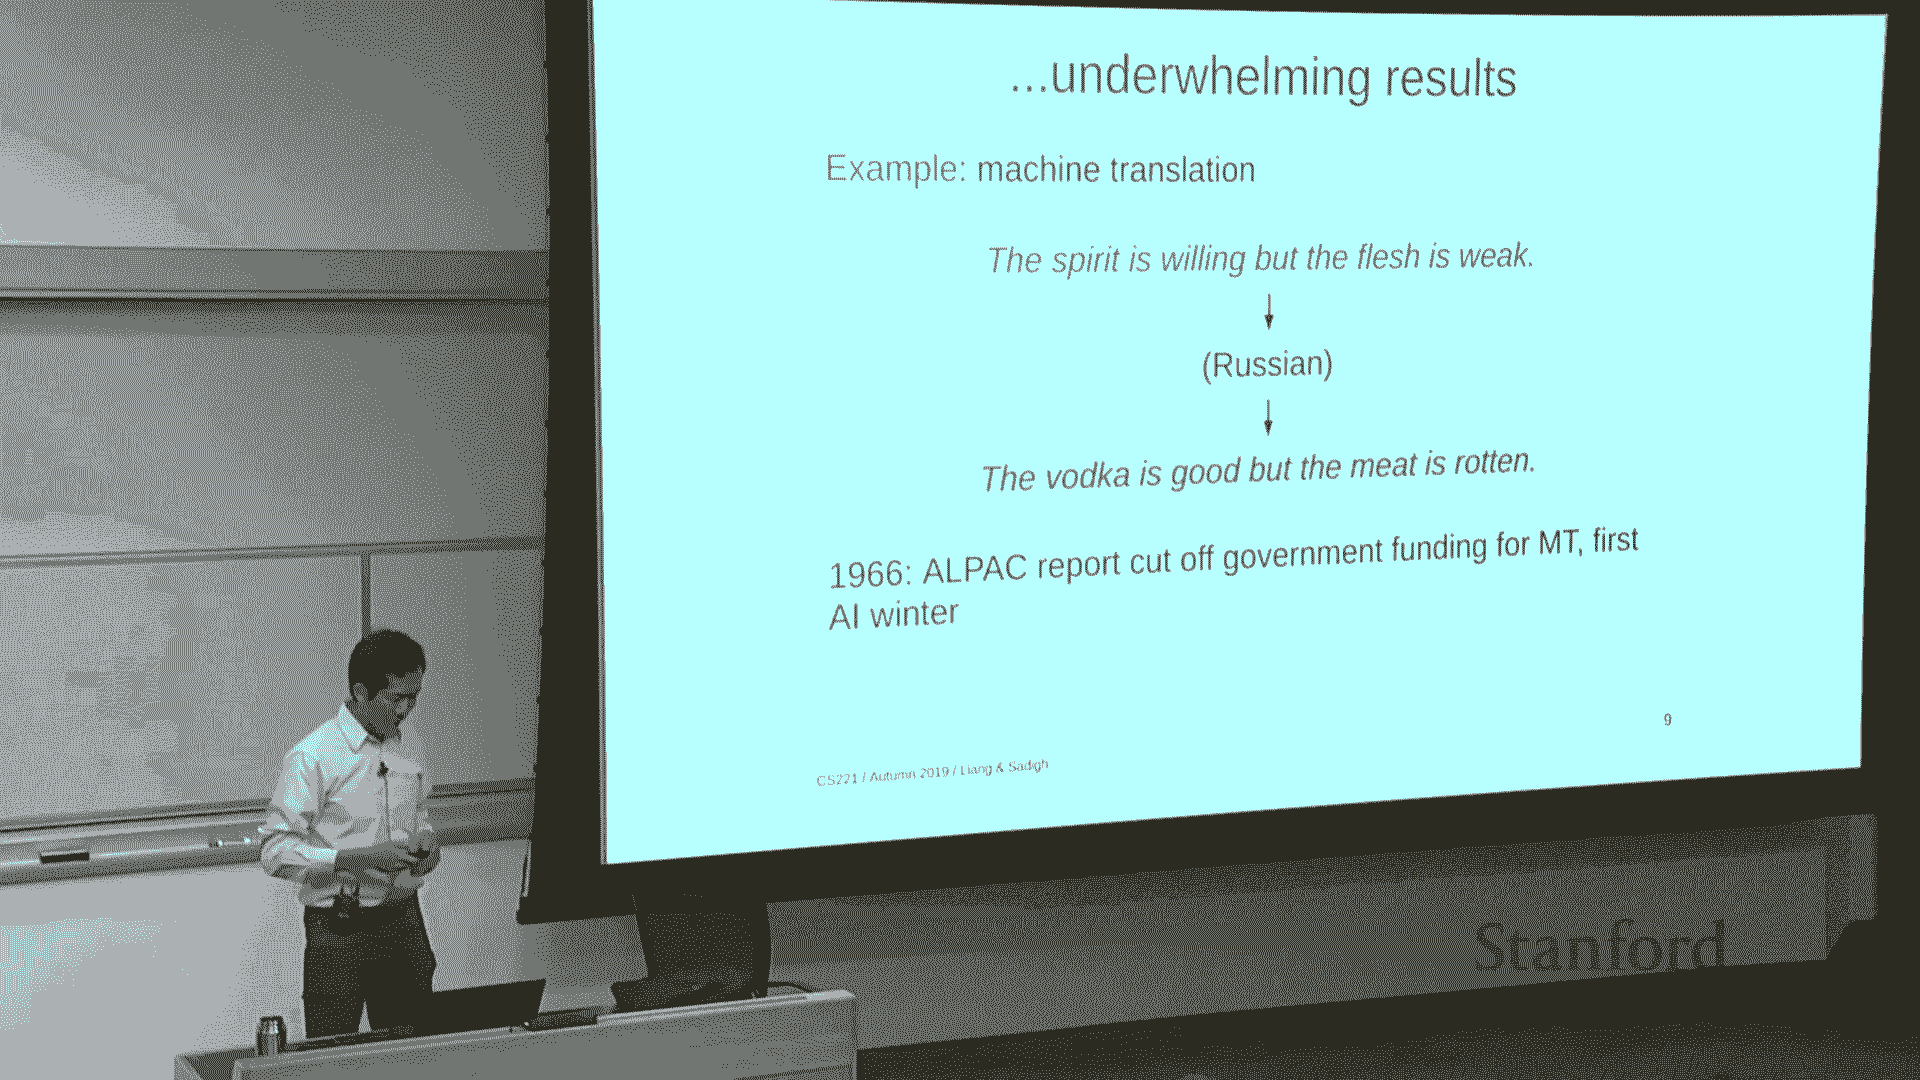 ...underwhelming results
Example: machine translation
The spirit is willing but the flesh is weak.
(Russian)
The vodka is good but the meat is rotten.
1966: ALPAC report cut off government funding for MT, first
AI winter
9
CS221 / Autumn 2019 / Liang & Sadigh
Stanford